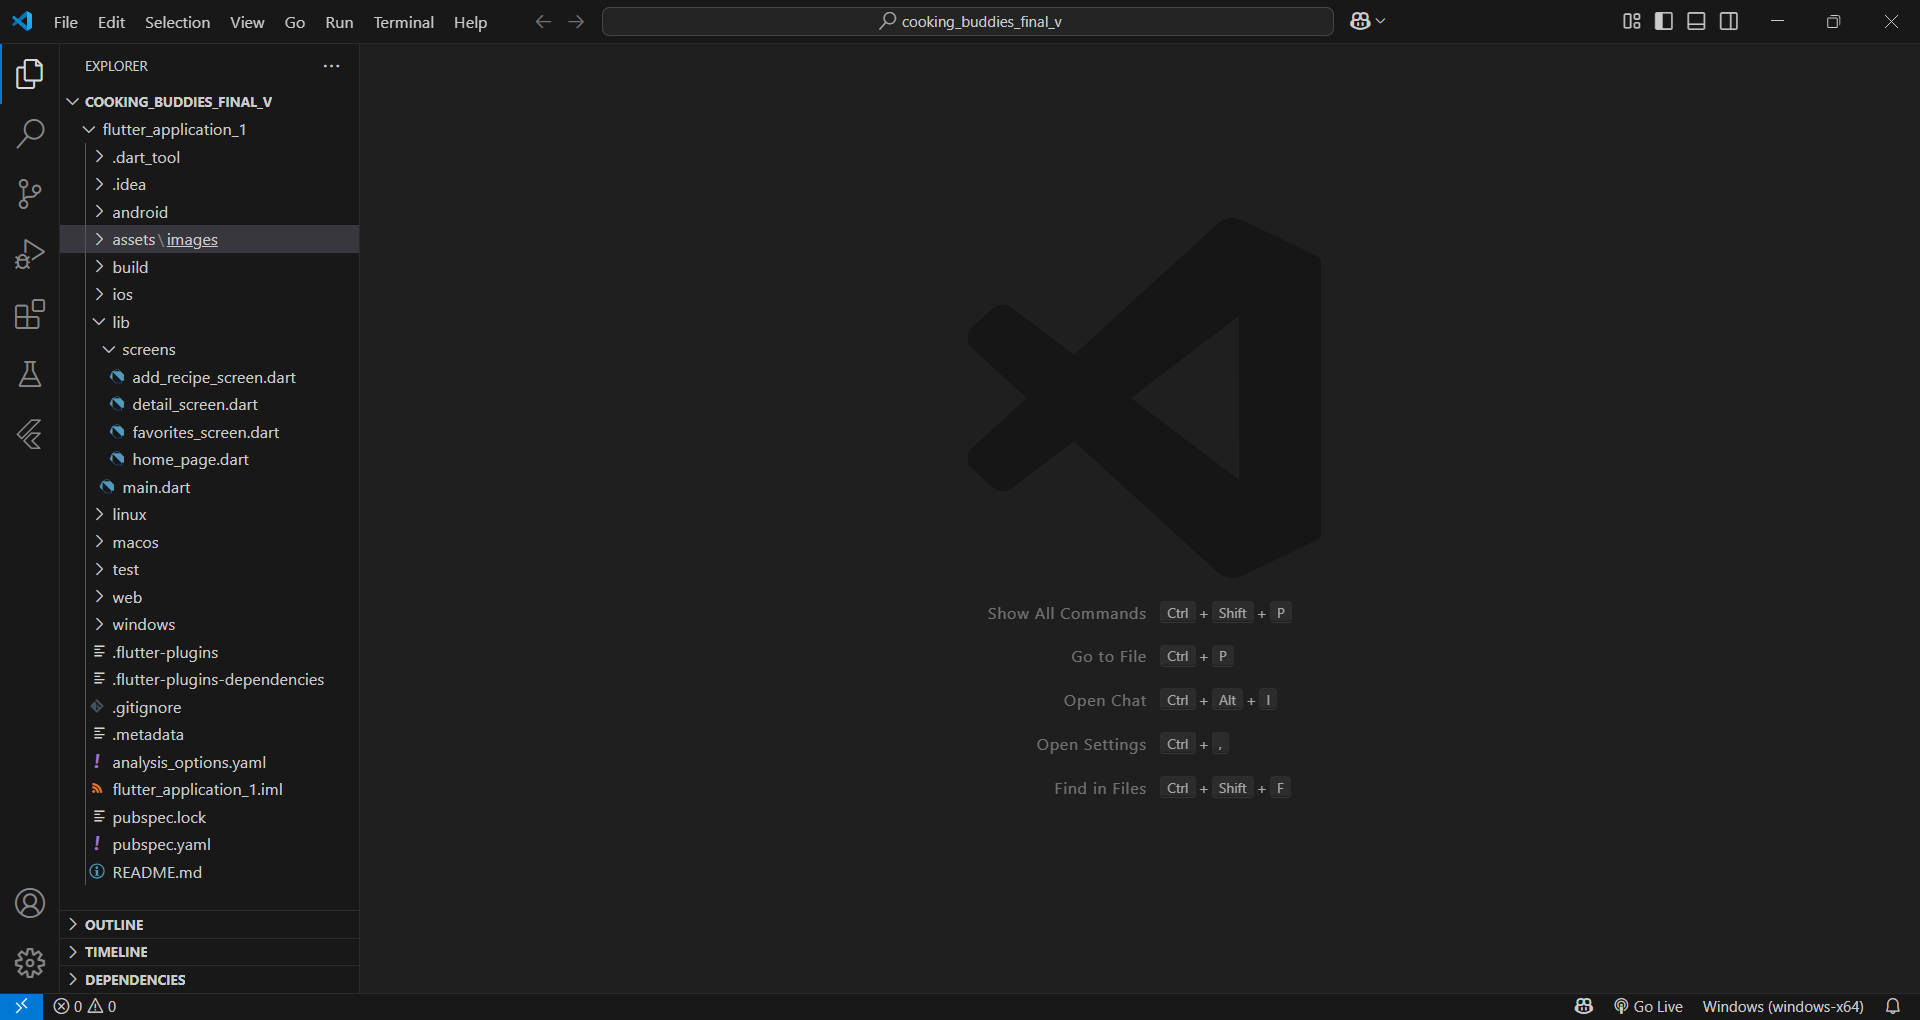 File Edit Selection View Go Run Terminal Help
cooking_buddies_final_v
EXPLORER
COOKING_BUDDIES_FINAL_V
flutter_application_1
.dart_tool
.idea
android
assets\images
build
ios
lib
screens
add_recipe_screen.dart
detail_screen.dart
favorites_screen.dart
home_page.dart
main.dart
linux
macos
test
web
windows
.flutter-plugins
.flutter-plugins-dependencies
.gitignore
.metadata
analysis_options.yaml
flutter_application_1.iml
pubspec.lock
pubspec.yaml
README.md
OUTLINE
TIMELINE
DEPENDENCIES
Show All Commands Ctrl + Shift + P
Go to File Ctrl + P
Open Chat Ctrl + Alt + I
Open Settings Ctrl + ,
Find in Files Ctrl + Shift + F
0 0 Go Live Windows (windows-x64)